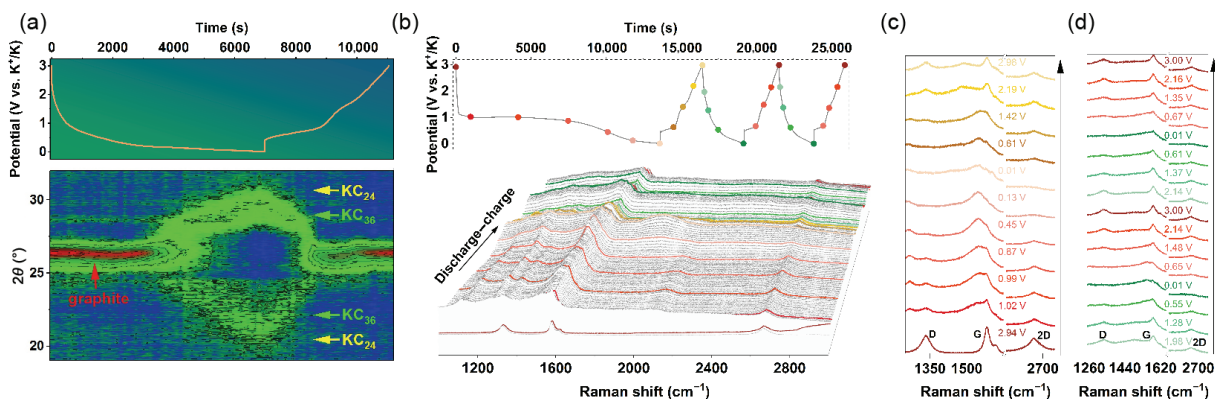 (a)
Time (s)
0 2000 4000 6000 8000 10,000
Potential (V vs. K+/K)
3
2
1
0
2θ (°)
30
25
20
KC24
KC36
graphite
KC36
KC24
(b)
Time (s)
0 5000 10,000 15,000 20,000 25,000
Potential (V vs. K+/K)
3
2
1
0
Discharge–charge
1200 1600 2000 2400 2800
Raman shift (cm−1)
(c)
2.98 V
2.19 V
1.42 V
0.61 V
0.01 V
0.13 V
0.45 V
0.67 V
0.99 V
1.02 V
2.94 V
D G 2D
1350 1500 2700
Raman shift (cm−1)
(d)
3.00 V
2.16 V
1.35 V
0.67 V
0.01 V
0.61 V
1.37 V
2.14 V
3.00 V
2.14 V
1.48 V
0.65 V
0.01 V
0.55 V
1.28 V
1.98 V
D G 2D
1260 1440 1620 2700